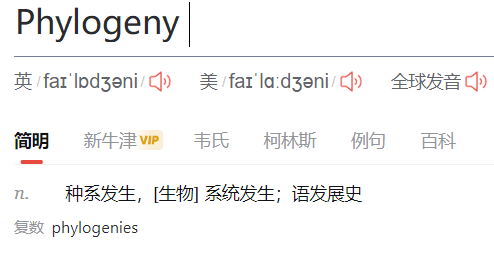 Phylogeny
英 /faɪˈlɒdʒəni/ 美 /faɪˈlɑːdʒəni/ 全球发音
简明 新牛津 VIP 韦氏 柯林斯 例句 百科
n. 种系发生，[生物] 系统发生；语发展史
复数 phylogenies